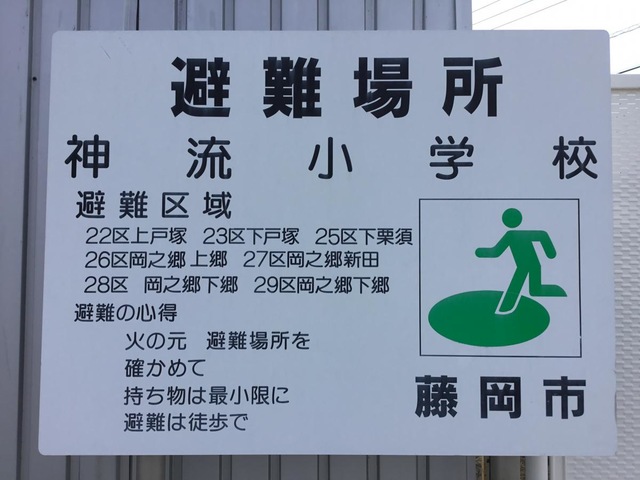 避難場所
神流小学校
避難区域
22区上戸塚 23区下戸塚 25区下栗須
26区岡之郷上郷 27区岡之郷新田
28区 岡之郷下郷 29区岡之郷下郷
避難の心得
火の元 避難場所を
確かめて
持ち物は最小限に
避難は徒歩で
藤岡市